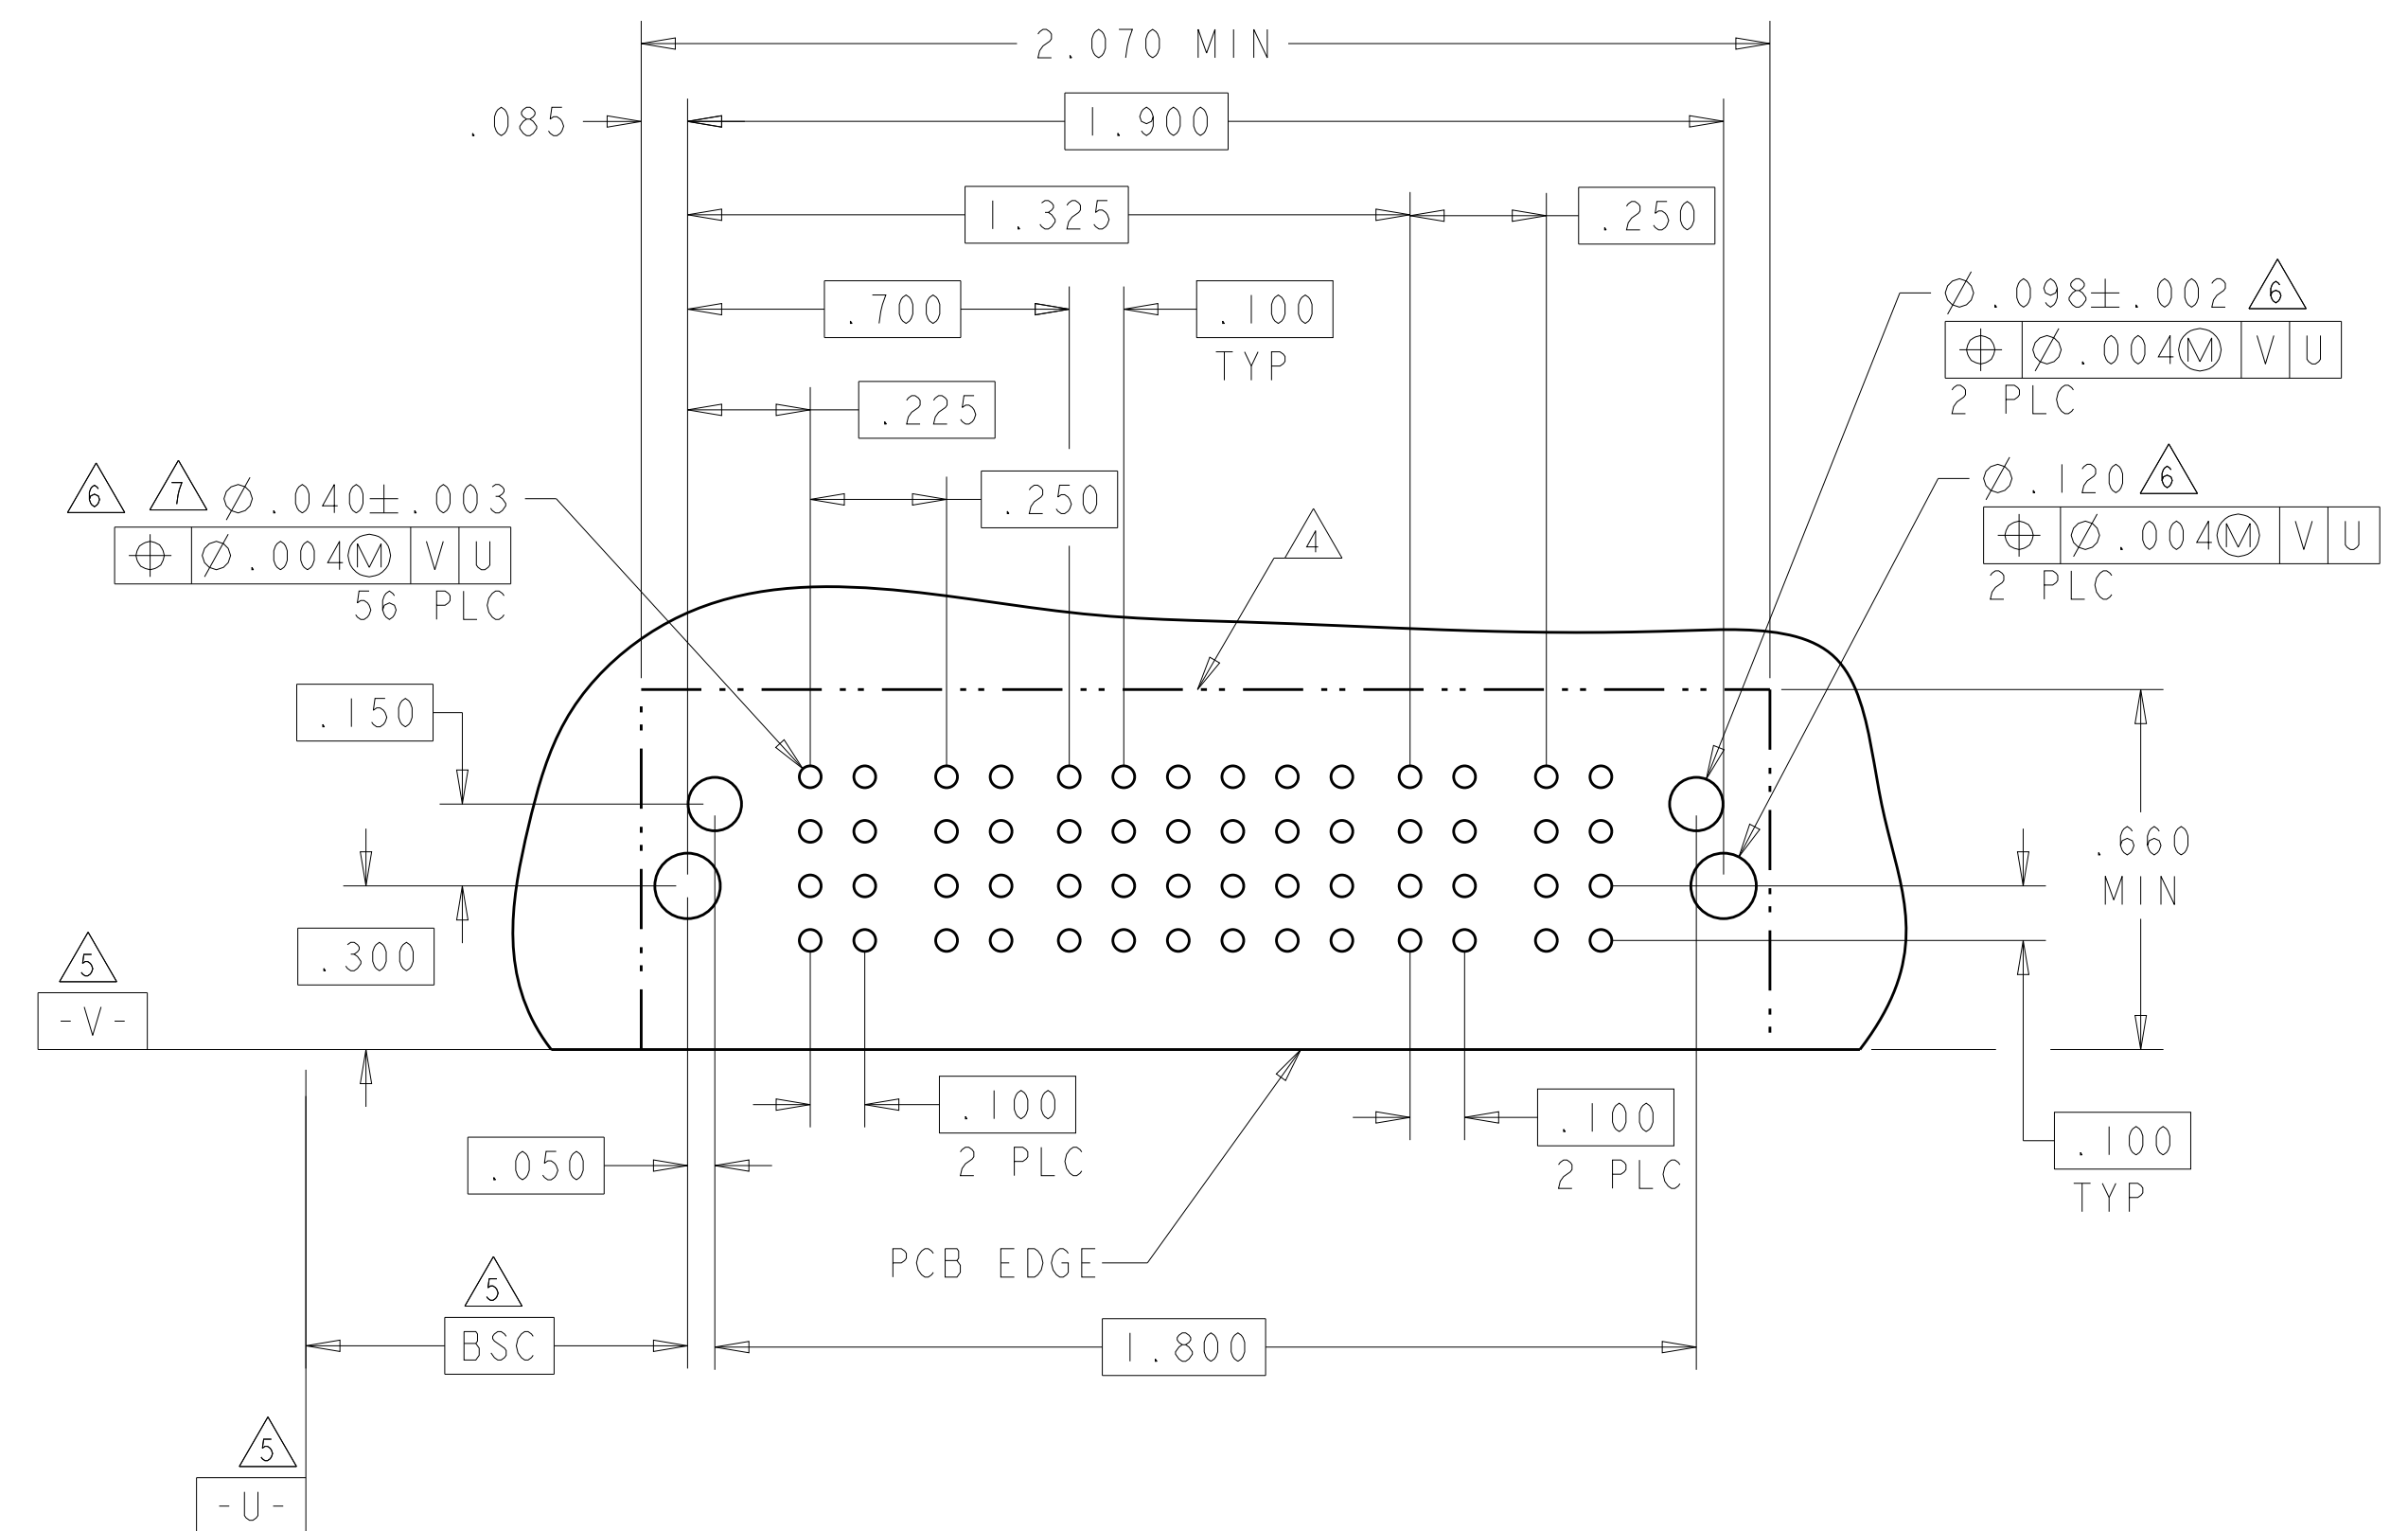 2.070 MIN
.085
1.900
1.325
.250
.700
.100
TYP
.225
.250
⌀.098±.002 6
⌖ ⌀.004Ⓜ V U
2 PLC
⌀.120 6
⌖ ⌀.004Ⓜ V U
2 PLC
6 7 ⌀.040±.003
⌖ ⌀.004Ⓜ V U
56 PLC
4
.150
.300
.660
MIN
5
-V-
.100
2 PLC
.100
2 PLC
.100
TYP
.050
PCB EDGE
5
BSC
1.800
5
-U-